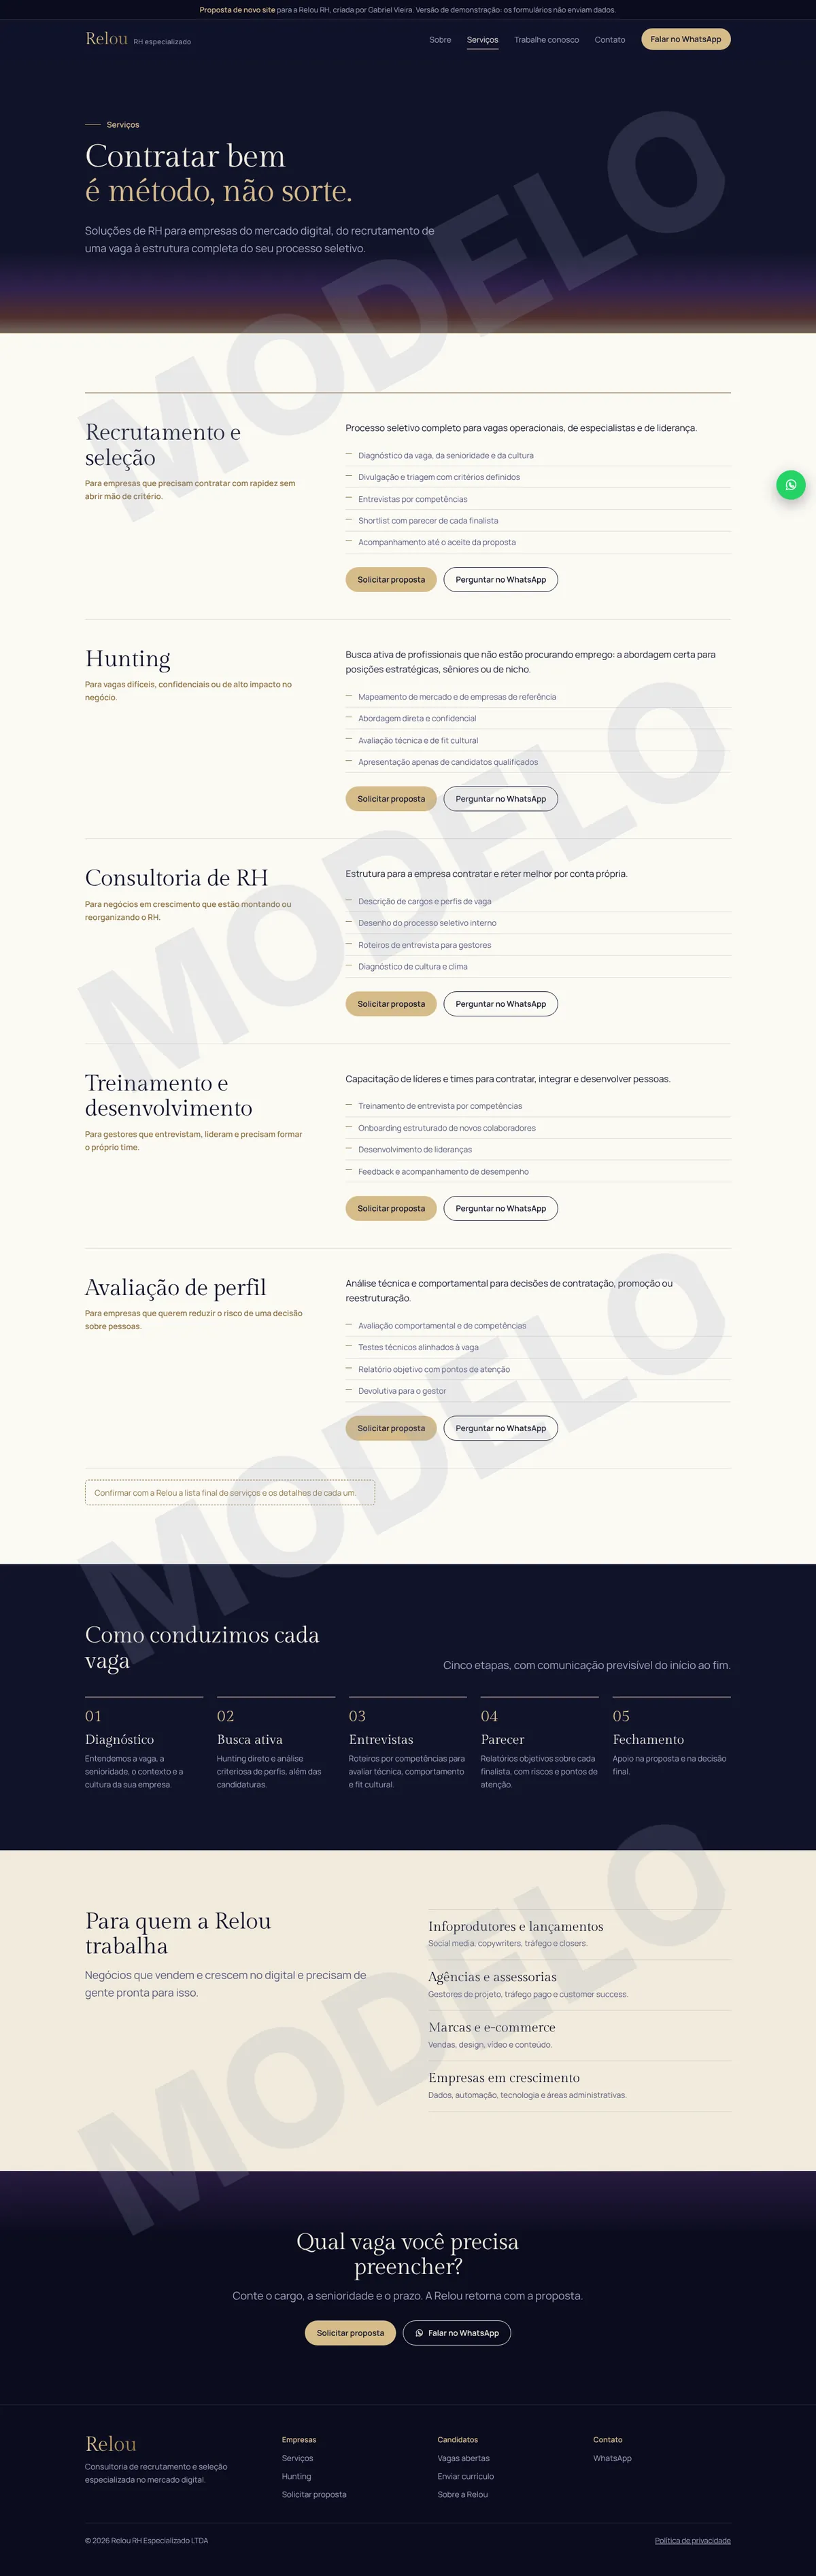 Proposta de novo site para a Relou RH, criada por Gabriel Vieira. Versão de demonstração: os formulários não enviam dados.
Relou RH especializado
Sobre Serviços Trabalhe conosco Contato Falar no WhatsApp
Serviços
Contratar bem
é método, não sorte.
Soluções de RH para empresas do mercado digital, do recrutamento de
uma vaga à estrutura completa do seu processo seletivo.
MODELO
Recrutamento e
seleção
Para empresas que precisam contratar com rapidez sem
abrir mão de critério.
Processo seletivo completo para vagas operacionais, de especialistas e de liderança.
Diagnóstico da vaga, da senioridade e da cultura
Divulgação e triagem com critérios definidos
Entrevistas por competências
Shortlist com parecer de cada finalista
Acompanhamento até o aceite da proposta
Solicitar proposta Perguntar no WhatsApp
Hunting
Para vagas difíceis, confidenciais ou de alto impacto no
negócio.
Busca ativa de profissionais que não estão procurando emprego: a abordagem certa para
posições estratégicas, sêniores ou de nicho.
Mapeamento de mercado e de empresas de referência
Abordagem direta e confidencial
Avaliação técnica e de fit cultural
Apresentação apenas de candidatos qualificados
Solicitar proposta Perguntar no WhatsApp
MODELO
Consultoria de RH
Para negócios em crescimento que estão montando ou
reorganizando o RH.
Estrutura para a empresa contratar e reter melhor por conta própria.
Descrição de cargos e perfis de vaga
Desenho do processo seletivo interno
Roteiros de entrevista para gestores
Diagnóstico de cultura e clima
Solicitar proposta Perguntar no WhatsApp
Treinamento e
desenvolvimento
Para gestores que entrevistam, lideram e precisam formar
o próprio time.
Capacitação de líderes e times para contratar, integrar e desenvolver pessoas.
Treinamento de entrevista por competências
Onboarding estruturado de novos colaboradores
Desenvolvimento de lideranças
Feedback e acompanhamento de desempenho
Solicitar proposta Perguntar no WhatsApp
Avaliação de perfil
Para empresas que querem reduzir o risco de uma decisão
sobre pessoas.
Análise técnica e comportamental para decisões de contratação, promoção ou
reestruturação.
Avaliação comportamental e de competências
Testes técnicos alinhados à vaga
Relatório objetivo com pontos de atenção
Devolutiva para o gestor
Solicitar proposta Perguntar no WhatsApp
MODELO
Confirmar com a Relou a lista final de serviços e os detalhes de cada um.
Como conduzimos cada
vaga
Cinco etapas, com comunicação previsível do início ao fim.
01
Diagnóstico
Entendemos a vaga, a
senioridade, o contexto e a
cultura da sua empresa.
02
Busca ativa
Hunting direto e análise
criteriosa de perfis, além das
candidaturas.
03
Entrevistas
Roteiros por competências para
avaliar técnica, comportamento
e fit cultural.
04
Parecer
Relatórios objetivos sobre cada
finalista, com riscos e pontos de
atenção.
05
Fechamento
Apoio na proposta e na decisão
final.
Para quem a Relou
trabalha
Negócios que vendem e crescem no digital e precisam de
gente pronta para isso.
Infoprodutores e lançamentos
Social media, copywriters, tráfego e closers.
Agências e assessorias
Gestores de projeto, tráfego pago e customer success.
Marcas e e-commerce
Vendas, design, vídeo e conteúdo.
Empresas em crescimento
Dados, automação, tecnologia e áreas administrativas.
MODELO
Qual vaga você precisa
preencher?
Conte o cargo, a senioridade e o prazo. A Relou retorna com a proposta.
Solicitar proposta Falar no WhatsApp
Relou
Consultoria de recrutamento e seleção
especializada no mercado digital.
Empresas
Serviços
Hunting
Solicitar proposta
Candidatos
Vagas abertas
Enviar currículo
Sobre a Relou
Contato
WhatsApp
© 2026 Relou RH Especializado LTDA
Política de privacidade